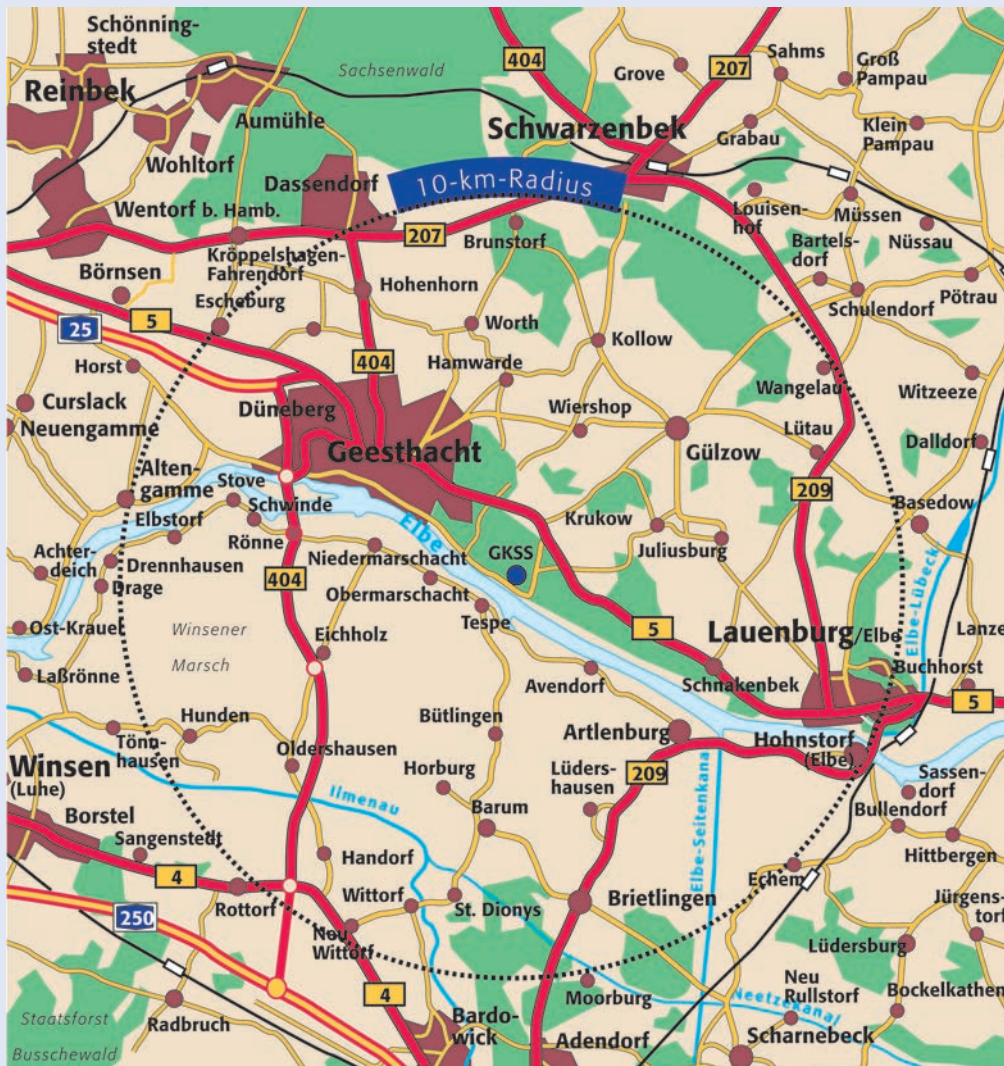 Schönning-
stedt
Sachsenwald
404
207
Sahms
Groß
Pampau
Grove
Reinbek
Aumühle
Schwarzenbek
Grabau
Klein
Pampau
Wohltorf
Dassendorf
10-km-Radius
Wentorf b. Hamb.
207
Brunstorf
Louisen-
hof
Müssen
Nüssau
Kröppelshagen-
Fahrendorf
Bartels-
dorf
Börnsen
Escheburg
Hohenhorn
Schulendorf
Pötrau
25
5
Worth
Kollow
Horst
404
Hamwarde
Wangelau
Witzeeze
Curslack
Neuengamme
Düneberg
Wiershop
Lütau
Dalldorf
Geesthacht
Gülzow
Alten-
gamme
Stove
209
Basedow
Schwinde
Elbstorf
Elbe
Krukow
Rönne
Niedermarschacht
GKSS
Juliusburg
Achter-
deich
Drennhausen
Drage
404
Obermarschacht
Elbe-Lübeck
Ost-Krauel
Winsener
Marsch
Eichholz
Tespe
5
Lauenburg/Elbe
Lanze
Laßrönne
Avendorf
Schnakenbek
Buchhorst
5
Hunden
Bütlingen
Tönn-
hausen
Oldershausen
Artlenburg
Hohnstorf
(Elbe)
Winsen
(Luhe)
Horburg
Lüders-
hausen
209
Sassen-
dorf
Ilmenau
Barum
Bullendorf
Borstel
Sangenstedt
Elbe-Seitenkanal
Hittbergen
Handorf
4
Echem
Wittorf
Rottorf
St. Dionys
Brietlingen
Jürgens-
torf
250
Neu
Wittorf
Lüdersburg
Moorburg
Neu
Rullstorf
Bockelkathen
4
Neetzekanal
Staatsforst
Busschewald
Radbruch
Bardo-
wick
Adendorf
Scharnebeck